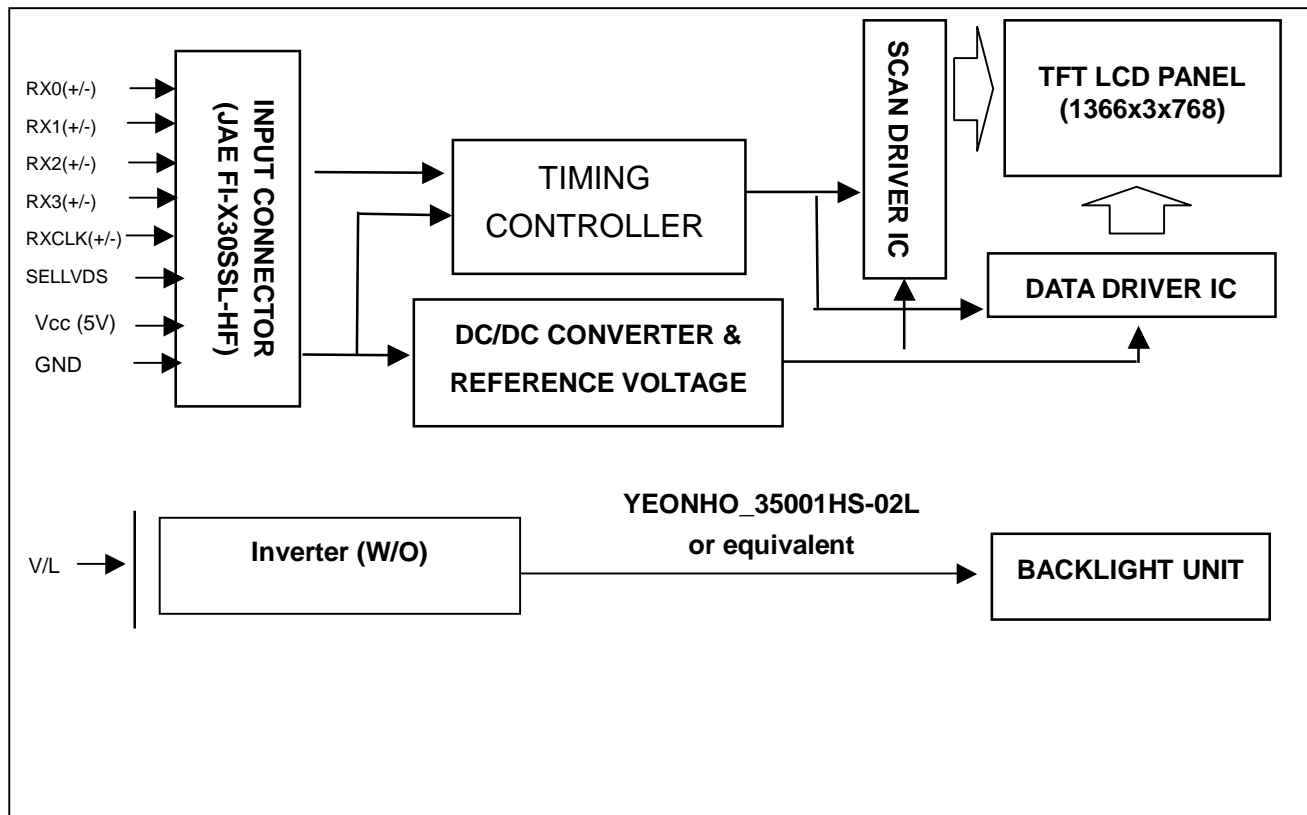 RX0(+/-)
RX1(+/-)
RX2(+/-)
RX3(+/-)
RXCLK(+/-)
SELLVDS
Vcc (5V)
GND
INPUT CONNECTOR
(JAE FI-X30SSL-HF)
TIMING
CONTROLLER
DC/DC CONVERTER &
REFERENCE VOLTAGE
SCAN DRIVER IC
TFT LCD PANEL
(1366x3x768)
DATA DRIVER IC
V/L
Inverter (W/O)
YEONHO_35001HS-02L
or equivalent
BACKLIGHT UNIT